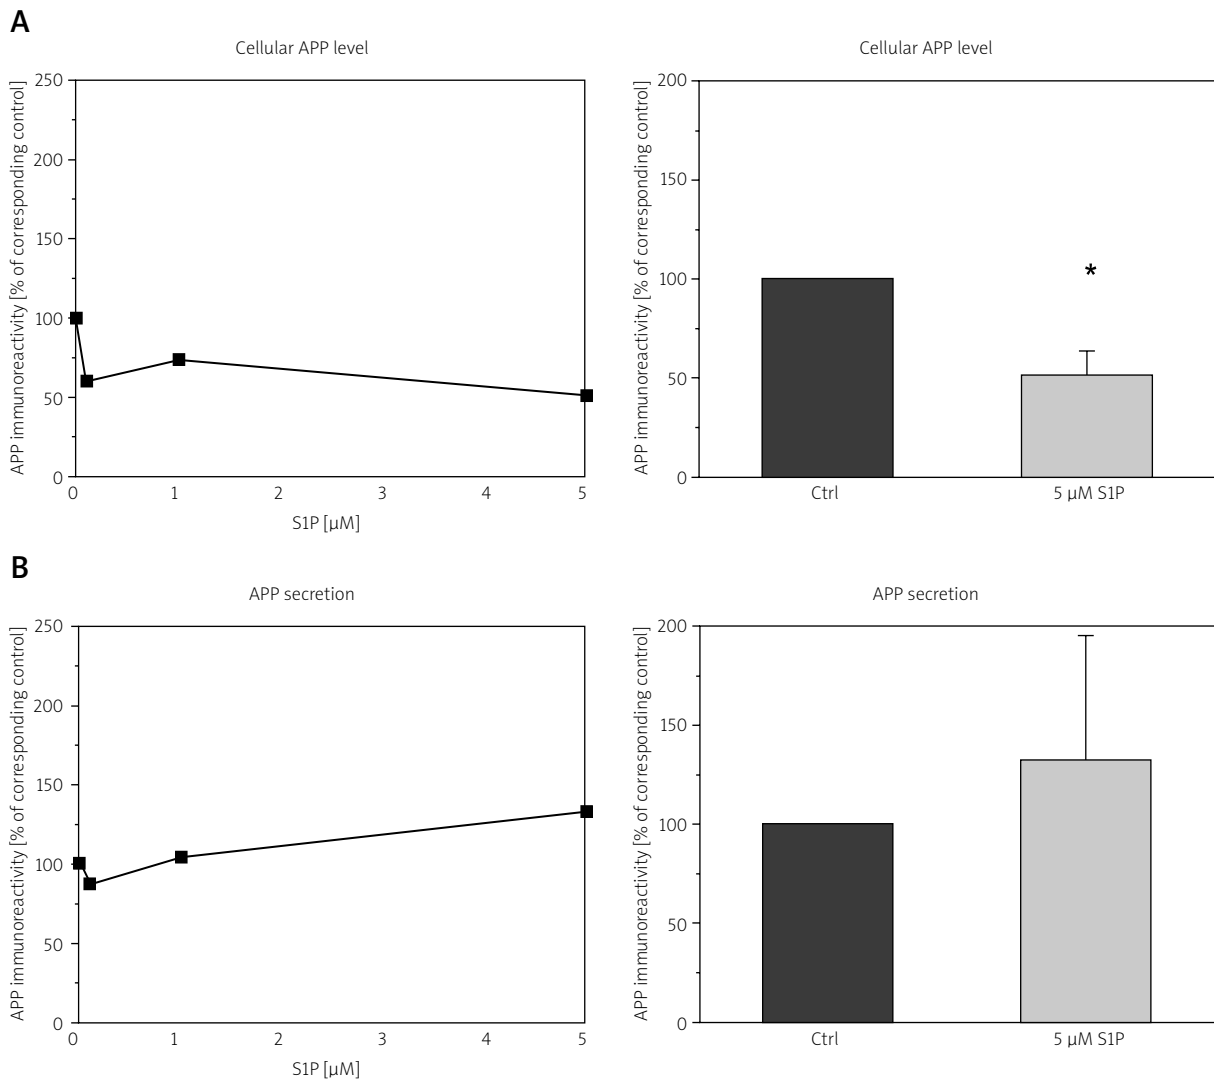 A
Cellular APP level
APP immunoreactivity [% of corresponding control]
250
200
150
100
50
0
0 1 2 3 4 5
S1P [µM]
Cellular APP level
APP immunoreactivity [% of corresponding control]
200
150
100
50
0
*
Ctrl 5 µM S1P
B
APP secretion
APP immunoreactivity [% of corresponding control]
250
200
150
100
50
0
0 1 2 3 4 5
S1P [µM]
APP secretion
APP immunoreactivity [% of corresponding control]
200
150
100
50
0
Ctrl 5 µM S1P